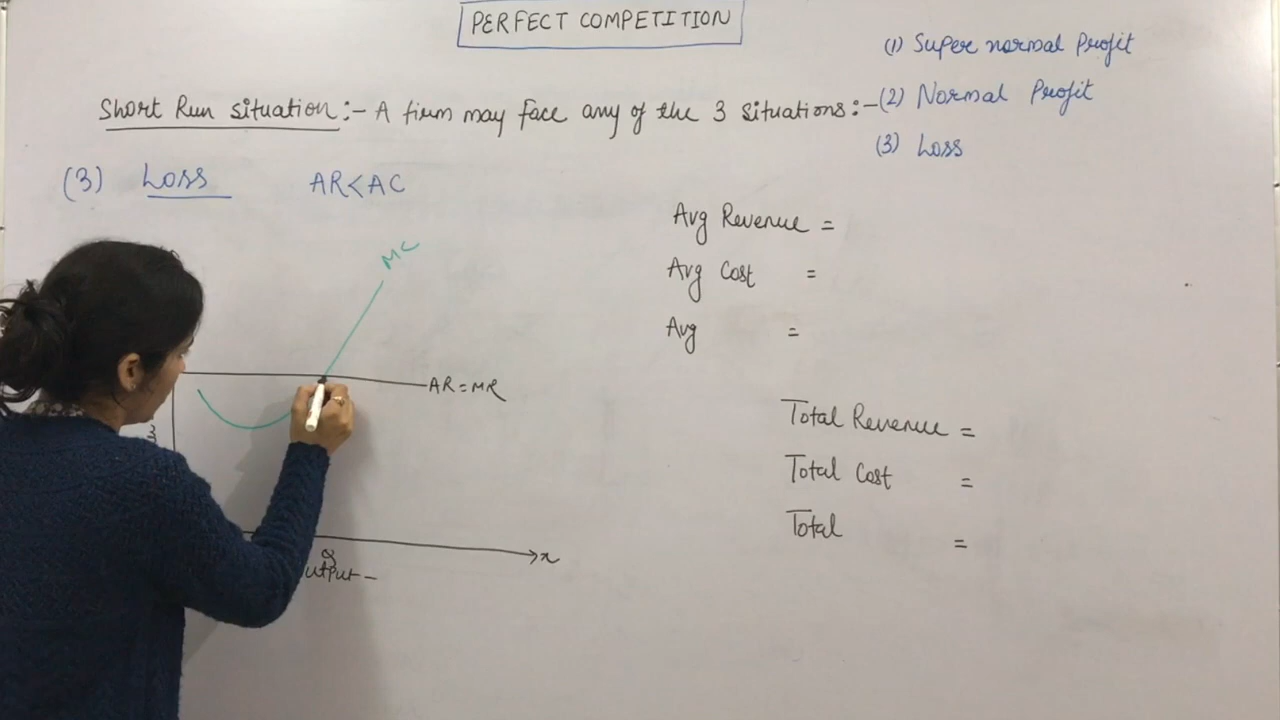 PERFECT COMPETITION
(1) Super normal Profit
Short Run Situation :- A firm may face any of the 3 situations :-
(2) Normal Profit
(3) Loss
(3) Loss AR<AC
Avg Revenue =
Avg Cost =
Avg =
MC
AR = MR
Total Revenue =
Total Cost =
Total =
Q
x
utput -